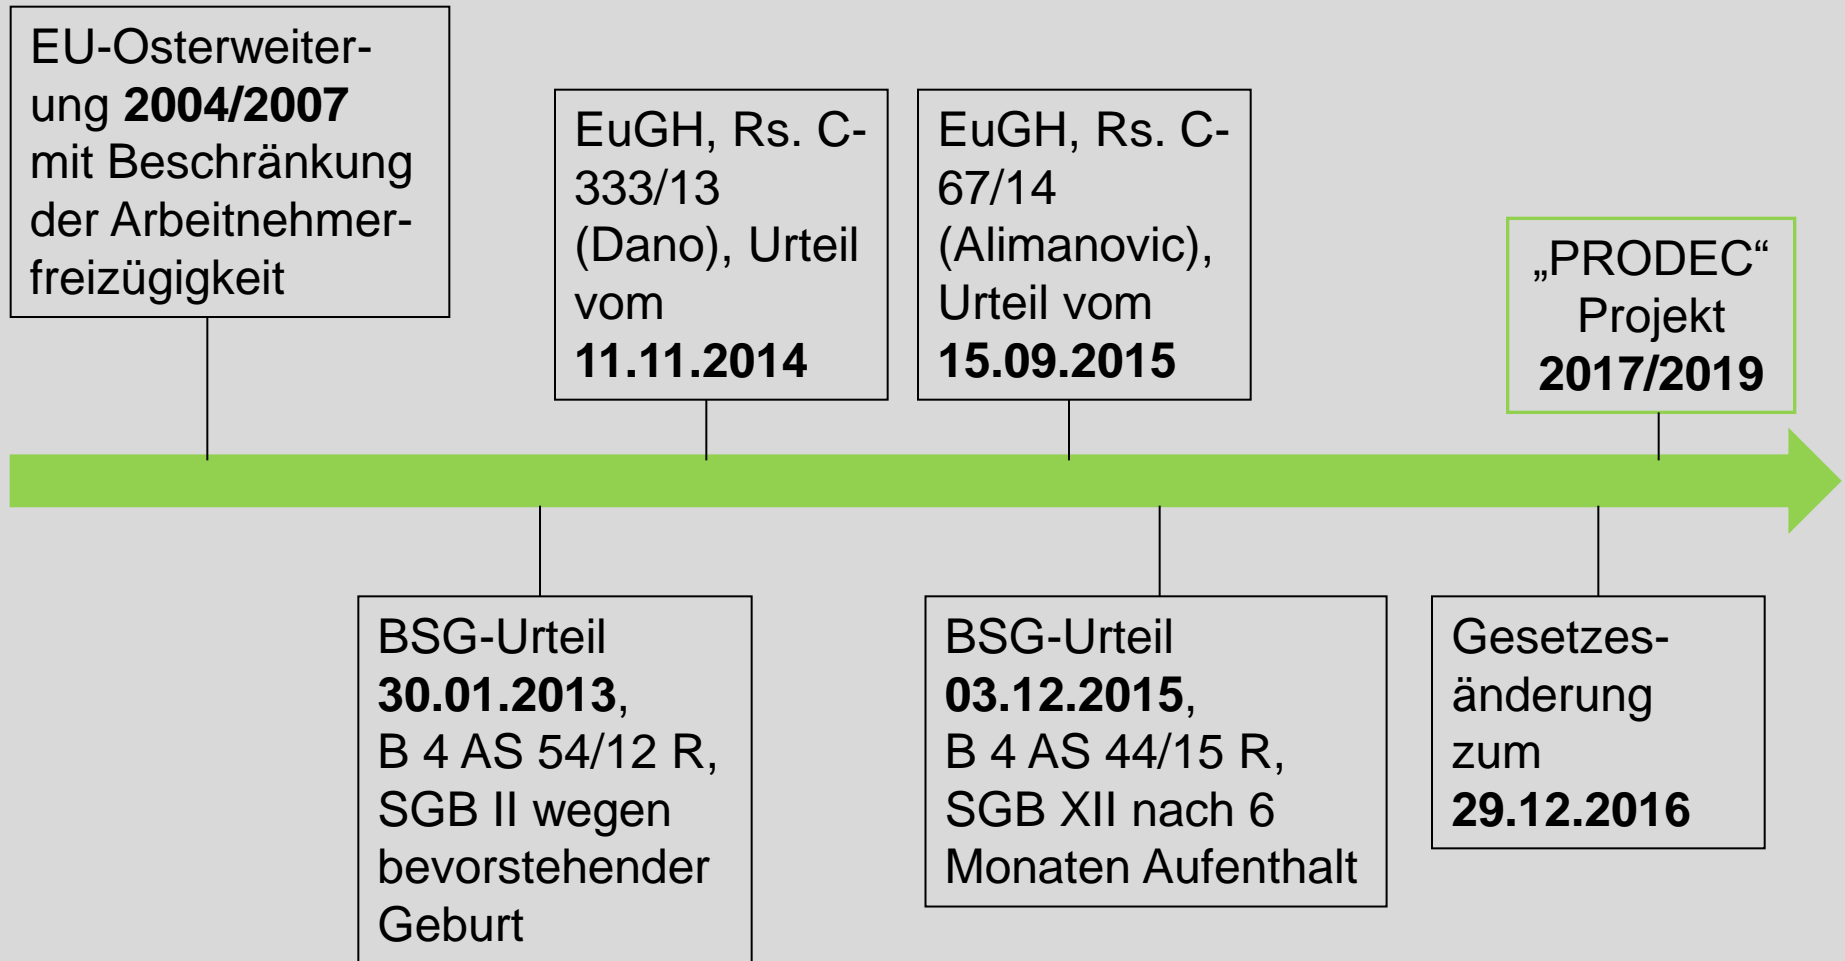 EU-Osterweiter-
ung 2004/2007
mit Beschränkung
der Arbeitnehmer-
freizügigkeit
EuGH, Rs. C-
333/13
(Dano), Urteil
vom
11.11.2014
EuGH, Rs. C-
67/14
(Alimanovic),
Urteil vom
15.09.2015
„PRODEC“
Projekt
2017/2019
BSG-Urteil
30.01.2013,
B 4 AS 54/12 R,
SGB II wegen
bevorstehender
Geburt
BSG-Urteil
03.12.2015,
B 4 AS 44/15 R,
SGB XII nach 6
Monaten Aufenthalt
Gesetzes-
änderung
zum
29.12.2016